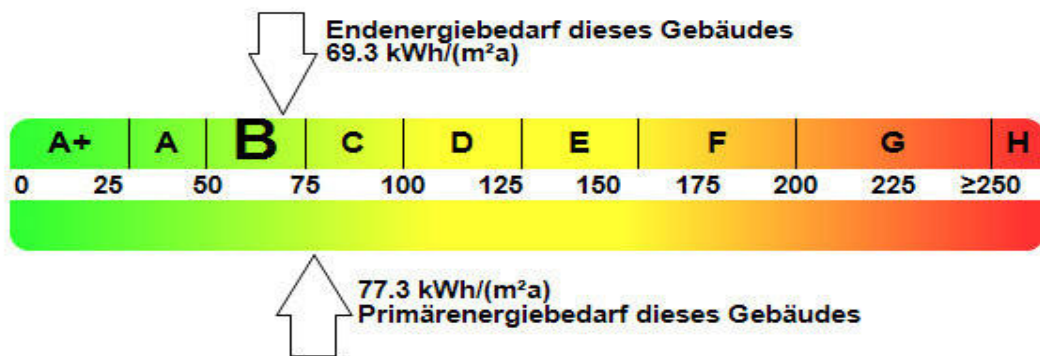 Endenergiebedarf dieses Gebäudes
69.3 kWh/(m²a)
A+ A B C D E F G H
0 25 50 75 100 125 150 175 200 225 ≥250
77.3 kWh/(m²a)
Primärenergiebedarf dieses Gebäudes